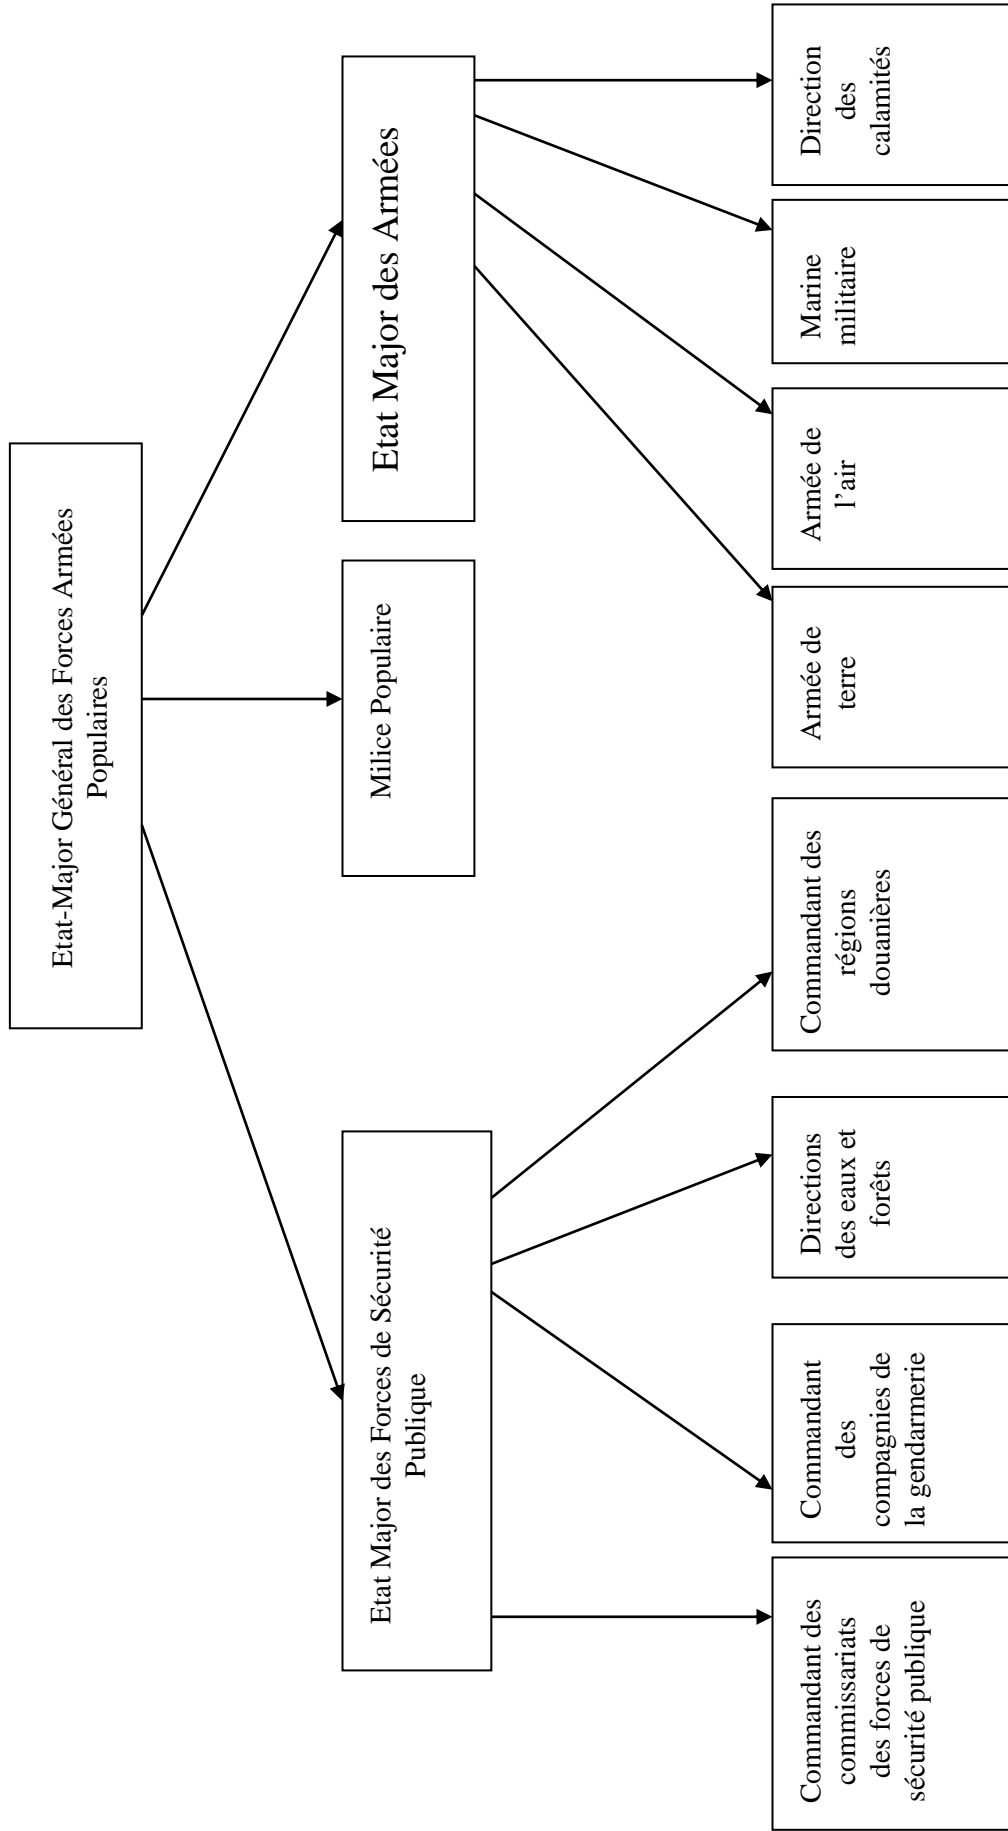 Etat-Major Général des Forces Armées
Populaires
Etat Major des Forces de Sécurité
Publique
Milice Populaire
Etat Major des Armées
Commandant des
commissariats
des forces de
sécurité publique
Commandant
des
compagnies de
la gendarmerie
Directions
des eaux et
forêts
Commandant des
régions
douanières
Armée de
terre
Armée de
l'air
Marine
militaire
Direction
des
calamités